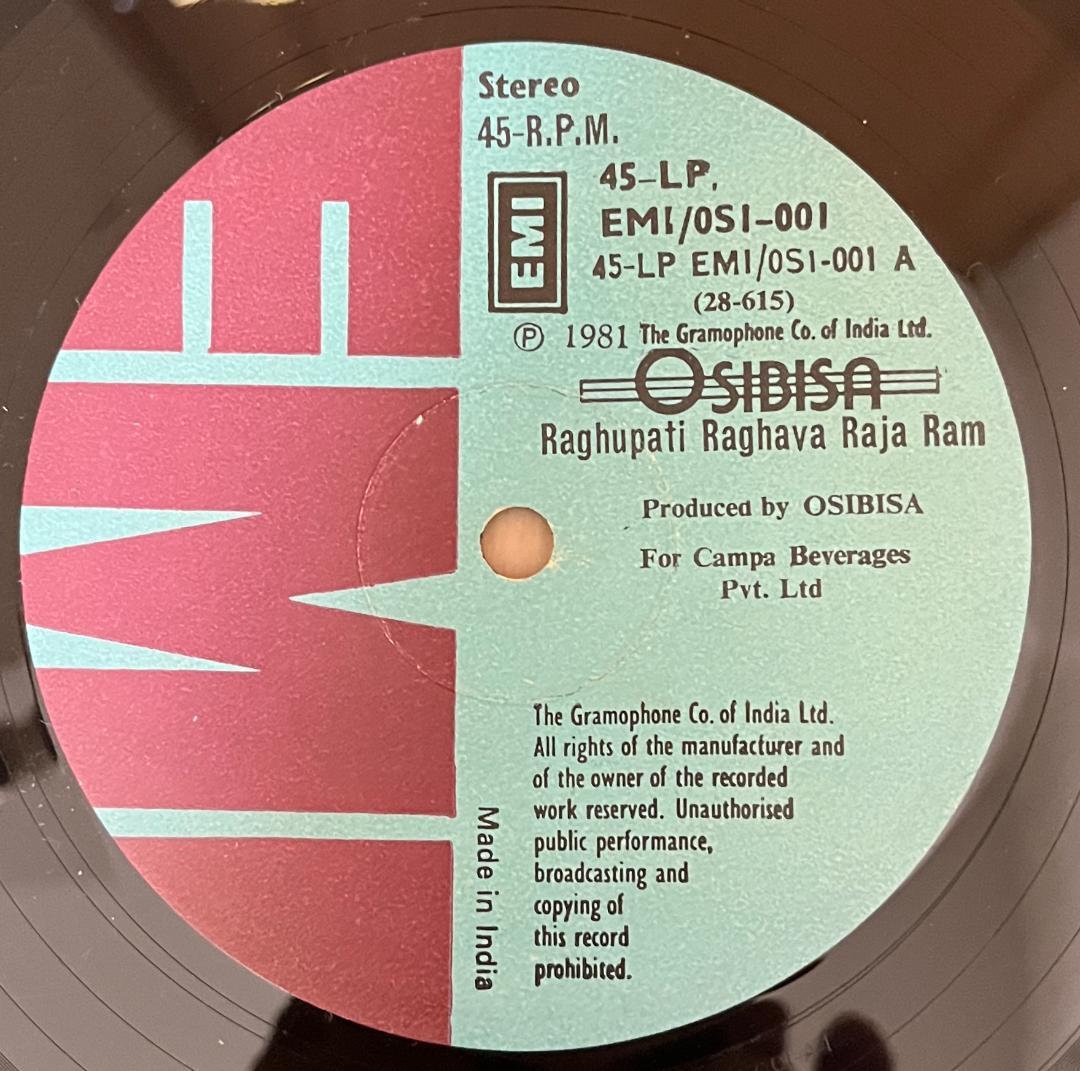 Stereo
45-R.P.M.
EMI
45-LP.
EMI/OSI-001
45-LP EMI/OSI-001 A
(28-615)
Ⓟ 1981 The Gramophone Co. of India Ltd.
OSIBISA
Raghupati Raghava Raja Ram
Produced by OSIBISA
For Campa Beverages
Pvt. Ltd
The Gramophone Co. of India Ltd.
All rights of the manufacturer and
of the owner of the recorded
work reserved. Unauthorised
public performance,
broadcasting and
copying of
this record
prohibited.
Made in India
EMI